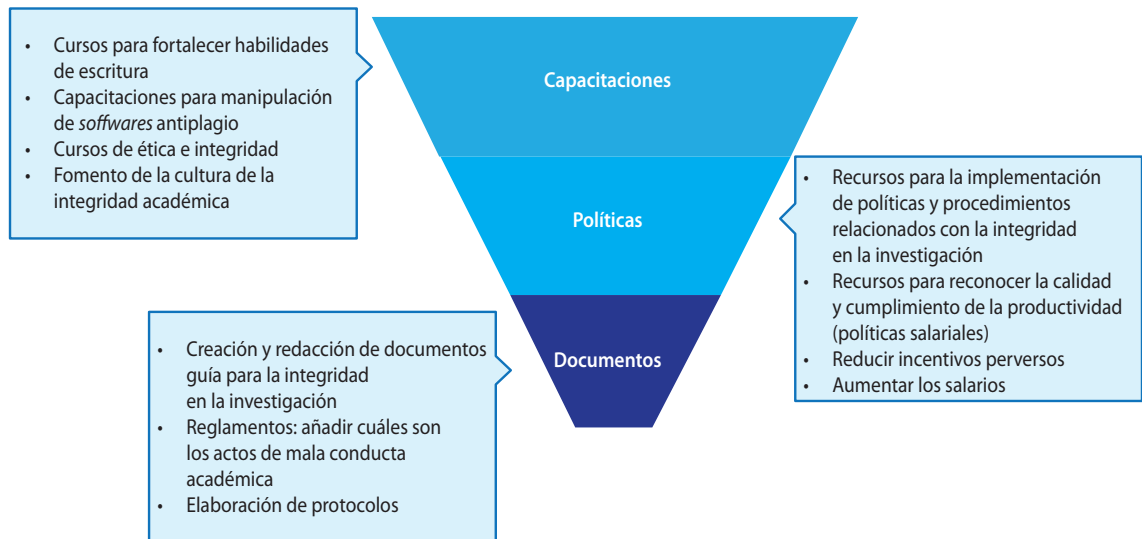 • Cursos para fortalecer habilidades
de escritura
• Capacitaciones para manipulación
de soffwares antiplagio
• Cursos de ética e integridad
• Fomento de la cultura de la
integridad académica
Capacitaciones
Políticas
• Recursos para la implementación
de políticas y procedimientos
relacionados con la integridad
en la investigación
• Recursos para reconocer la calidad
y cumplimiento de la productividad
(políticas salariales)
• Reducir incentivos perversos
• Aumentar los salarios
Documentos
• Creación y redacción de documentos
guía para la integridad
en la investigación
• Reglamentos: añadir cuáles son
los actos de mala conducta
académica
• Elaboración de protocolos